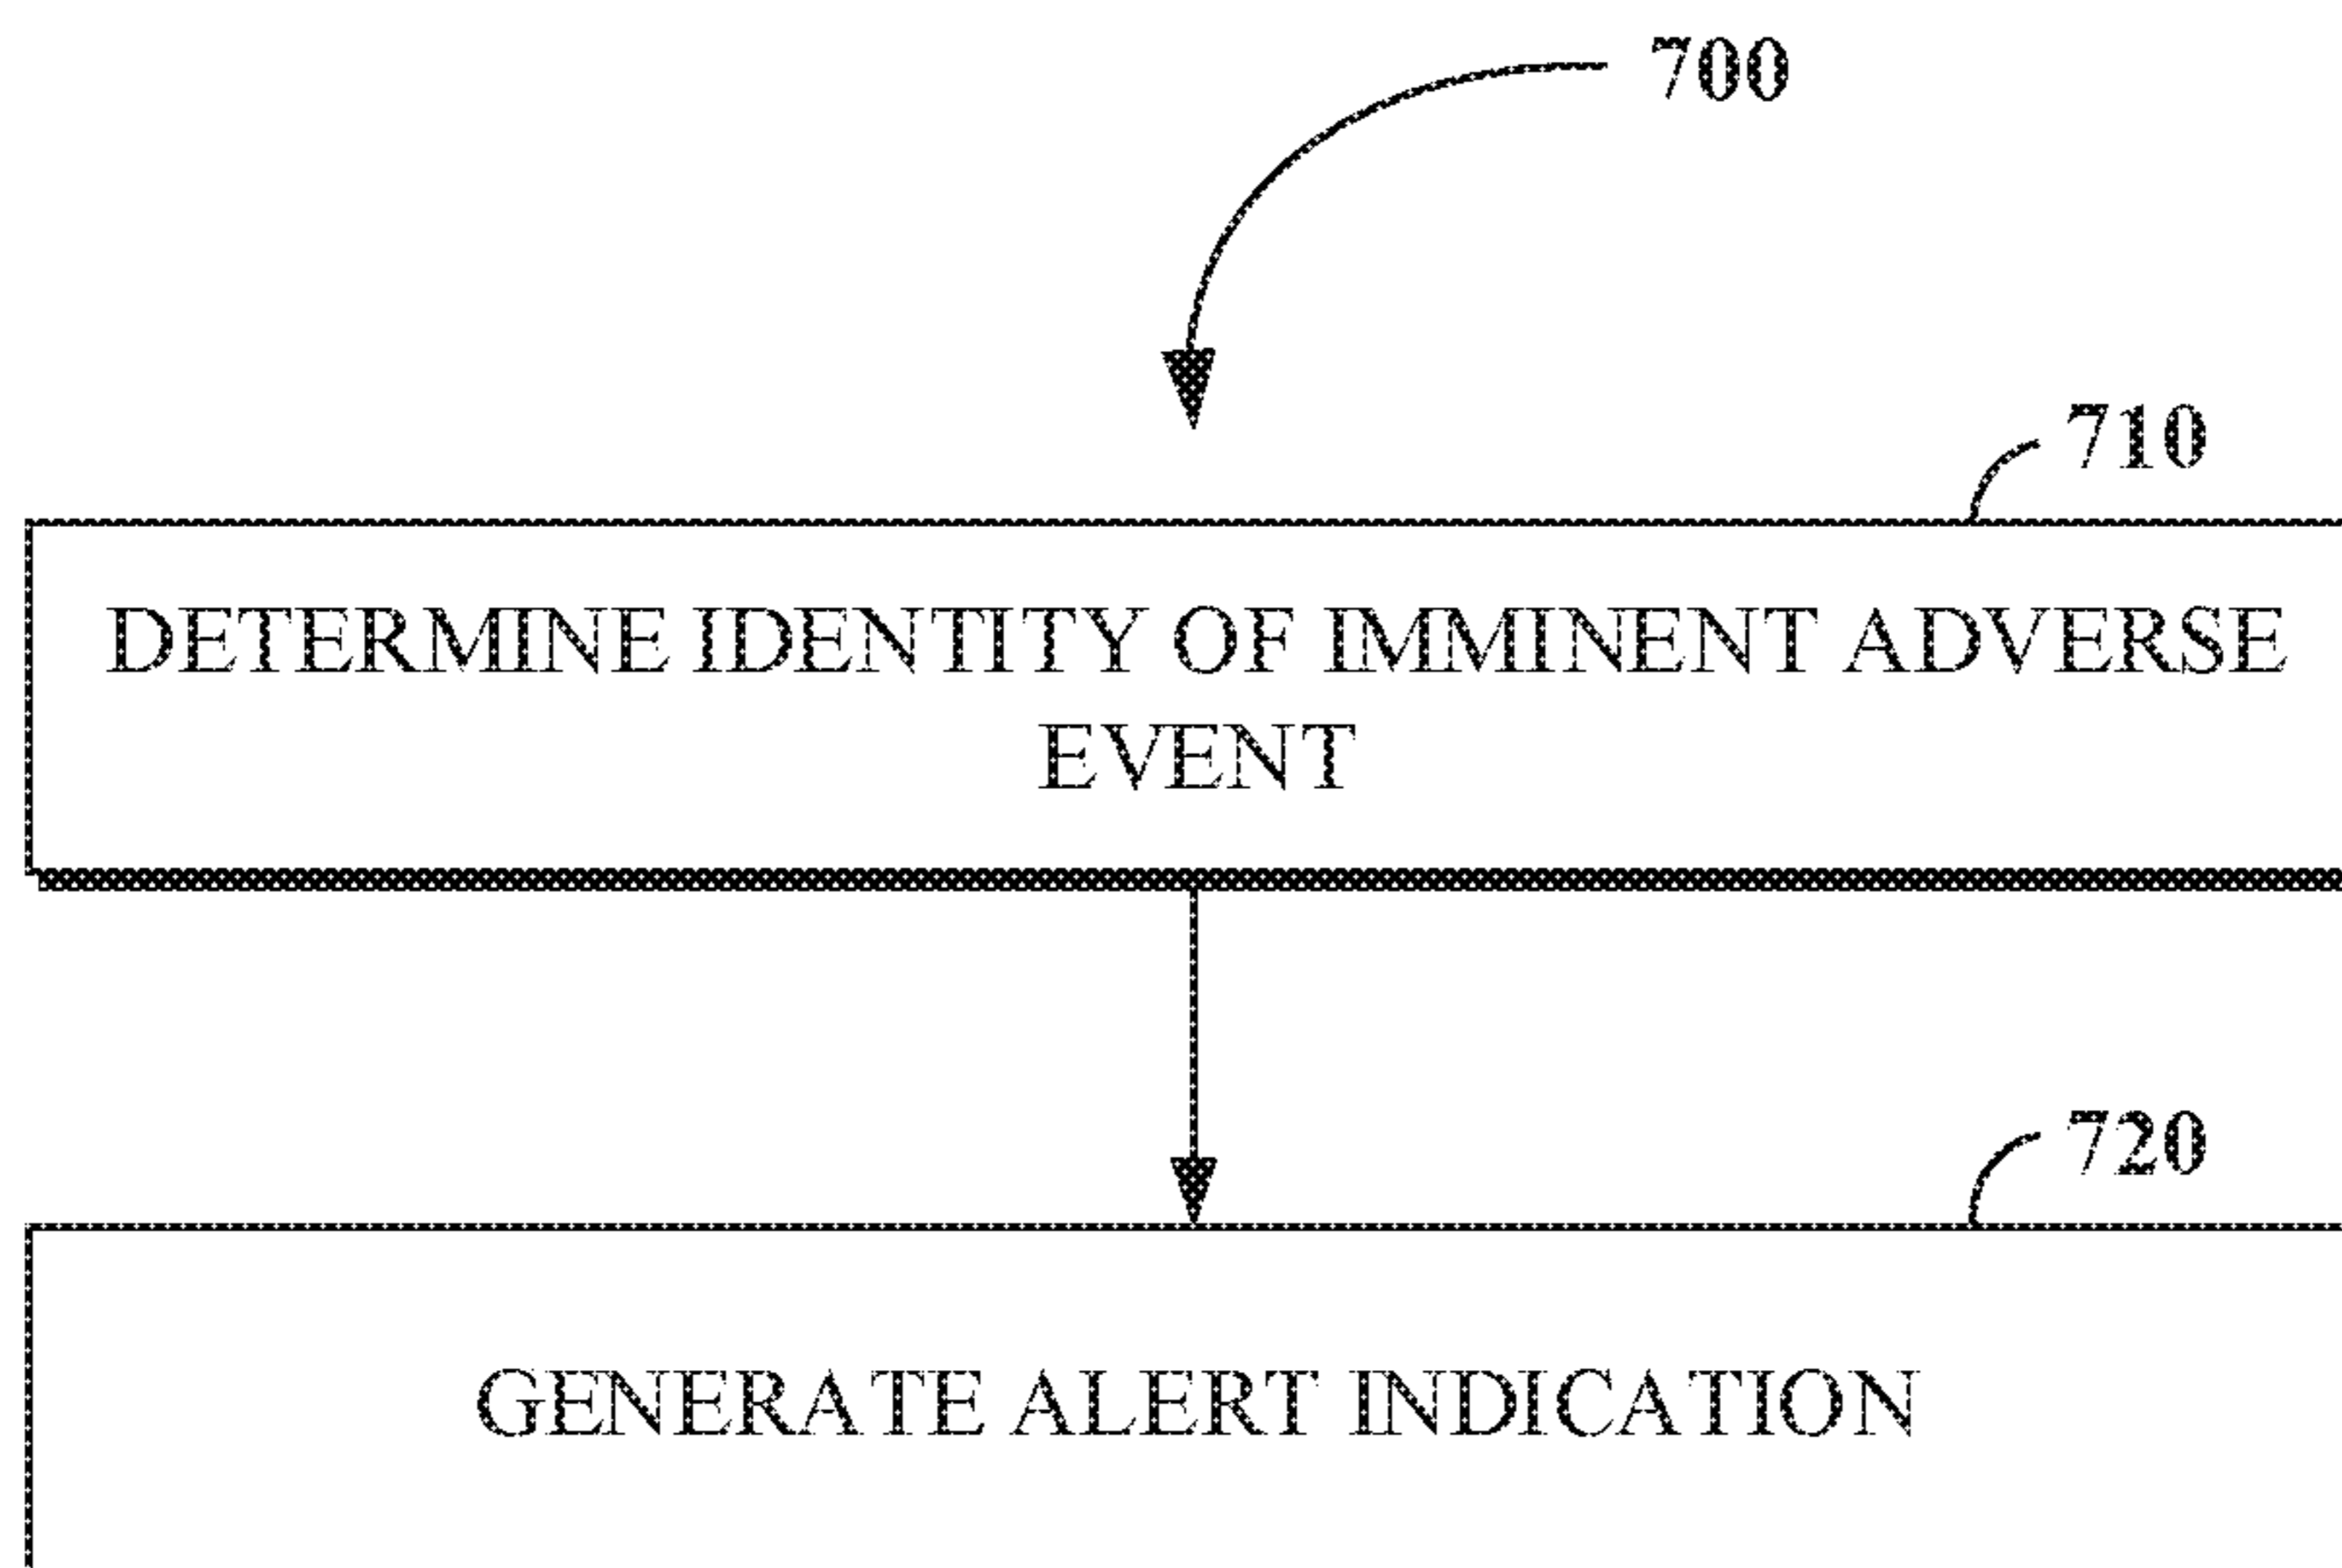 700
710
DETERMINE IDENTITY OF IMMINENT ADVERSE
EVENT
720
GENERATE ALERT INDICATION